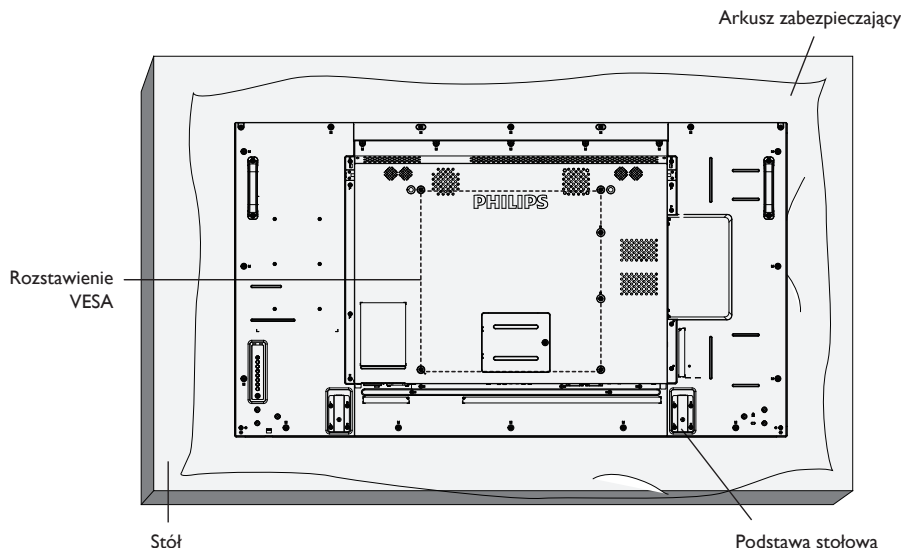 Arkusz zabezpieczający
PHILIPS
Rozstawienie
VESA
Stół
Podstawa stołowa